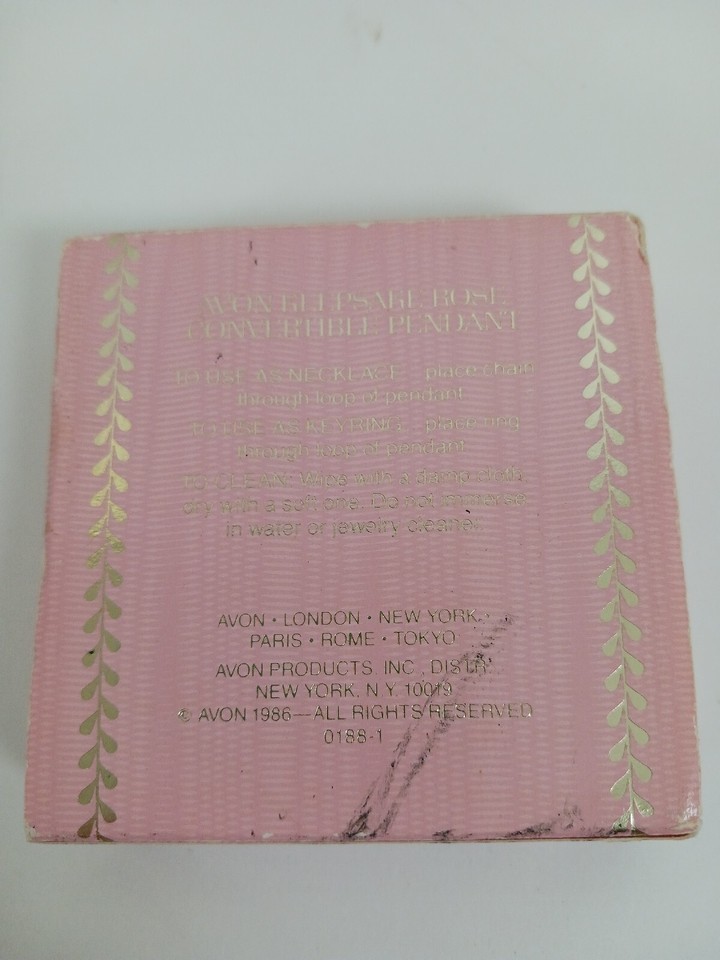 AVON KEEPSAKE ROSE
CONVERTIBLE PENDANT
TO USE AS NECKLACE place chain
through loop of pendant
TO USE AS KEYRING place ring
through loop of pendant
TO CLEAN: Wipe with a damp cloth
dry with a soft one. Do not immerse
in water or jewelry cleaner.
AVON • LONDON • NEW YORK
PARIS • ROME • TOKYO
AVON PRODUCTS INC., DISTR.
NEW YORK, N.Y. 10019
© AVON 1986—ALL RIGHTS RESERVED
0188-1